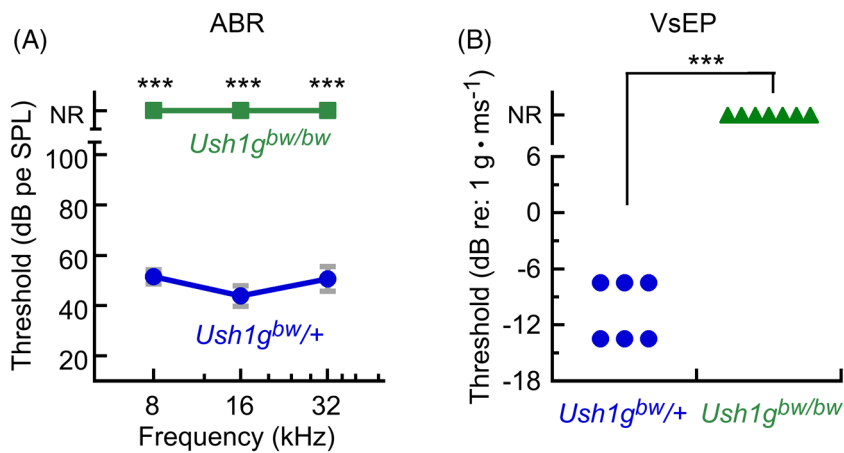 (A)
ABR
Threshold (dB pe SPL)
NR
100
80
60
40
20
*** *** ***
Ush1g^bw/bw
Ush1g^bw/+
8 16 32
Frequency (kHz)
(B)
VsEP
Threshold (dB re: 1 g • ms⁻¹)
NR
6
0
-6
-12
-18
***
Ush1g^bw/+ Ush1g^bw/bw